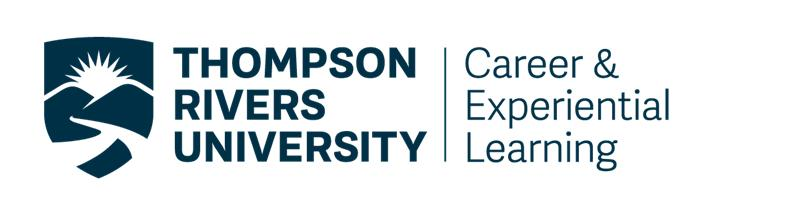 THOMPSON
RIVERS
UNIVERSITY
Career &
Experiential
Learning